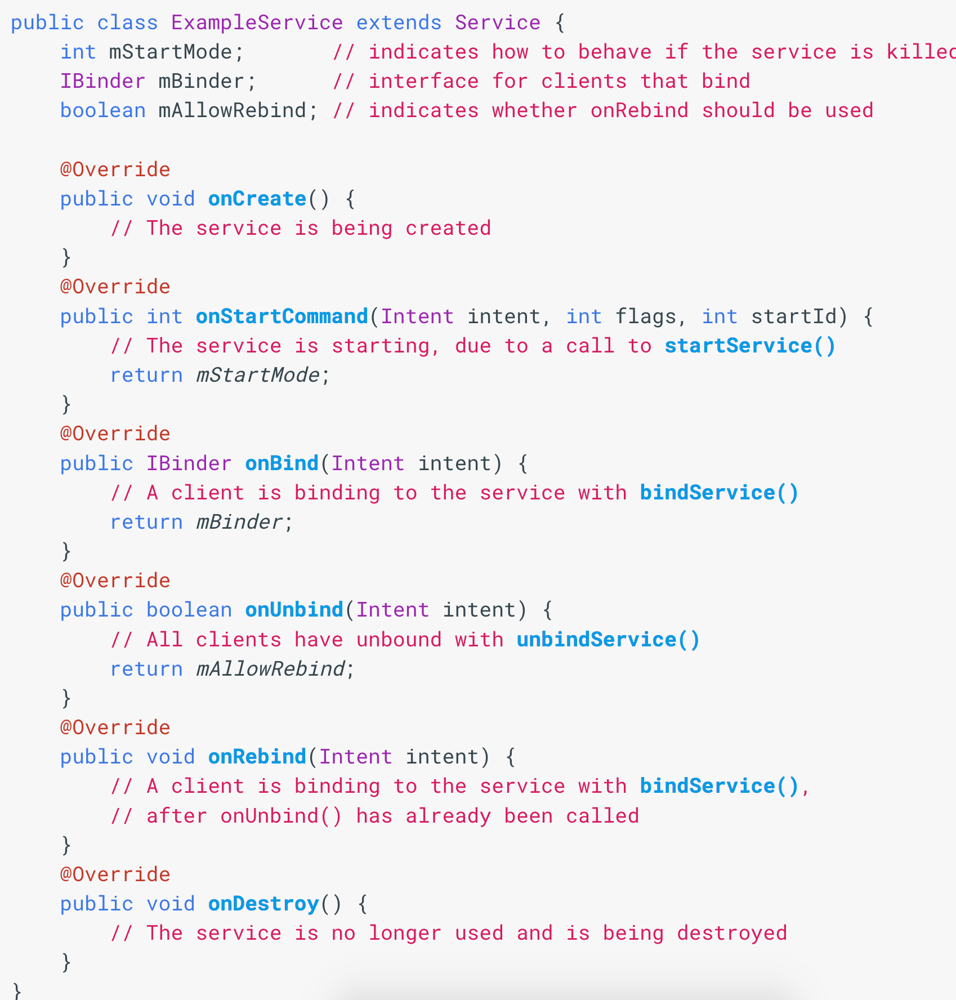 public class ExampleService extends Service {
    int mStartMode;       // indicates how to behave if the service is killed
    IBinder mBinder;      // interface for clients that bind
    boolean mAllowRebind; // indicates whether onRebind should be used

    @Override
    public void onCreate() {
        // The service is being created
    }
    @Override
    public int onStartCommand(Intent intent, int flags, int startId) {
        // The service is starting, due to a call to startService()
        return mStartMode;
    }
    @Override
    public IBinder onBind(Intent intent) {
        // A client is binding to the service with bindService()
        return mBinder;
    }
    @Override
    public boolean onUnbind(Intent intent) {
        // All clients have unbound with unbindService()
        return mAllowRebind;
    }
    @Override
    public void onRebind(Intent intent) {
        // A client is binding to the service with bindService(),
        // after onUnbind() has already been called
    }
    @Override
    public void onDestroy() {
        // The service is no longer used and is being destroyed
    }
}